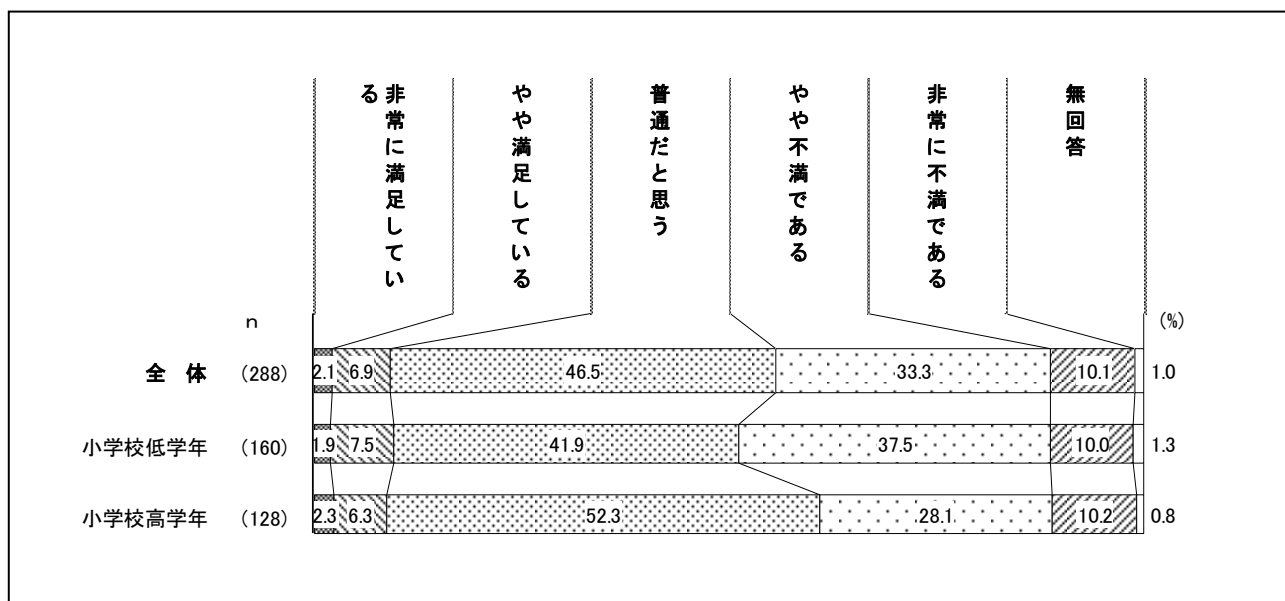 非常に満足している
やや満足している
普通だと思う
やや不満である
非常に不満である
無回答
n
(%)
全 体 (288) 2.1 6.9 46.5 33.3 10.1 1.0
小学校低学年 (160) 1.9 7.5 41.9 37.5 10.0 1.3
小学校高学年 (128) 2.3 6.3 52.3 28.1 10.2 0.8